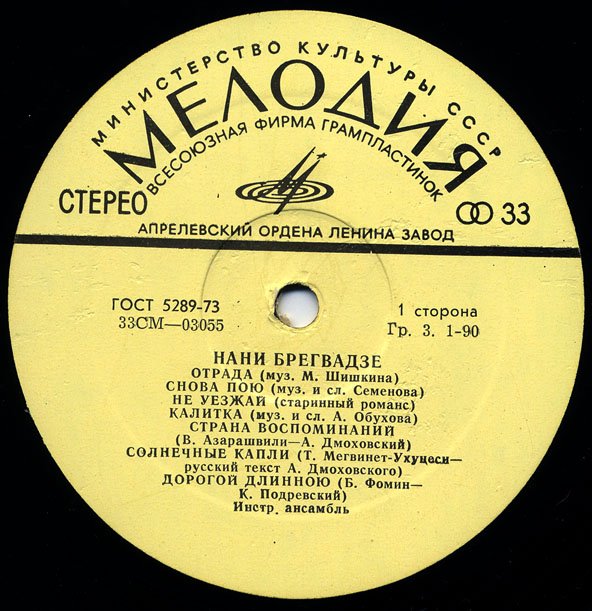 МИНИСТЕРСТВО КУЛЬТУРЫ СССР
МЕЛОДИЯ
ВСЕСОЮЗНАЯ ФИРМА ГРАМПЛАСТИНОК
СТЕРЕО
33
АПРЕЛЕВСКИЙ ОРДЕНА ЛЕНИНА ЗАВОД
ГОСТ 5289-73
33СМ—03055
1 сторона
Гр. 3. 1-90
НАНИ БРЕГВАДЗЕ
ОТРАДА (муз. М. Шишкина)
СНОВА ПОЮ (муз. и сл. Семенова)
НЕ УЕЗЖАЙ (старинный романс)
КАЛИТКА (муз. и сл. А. Обухова)
СТРАНА ВОСПОМИНАНИЙ
(В. Азарашвили—А. Дмоховский)
СОЛНЕЧНЫЕ КАПЛИ (Т. Мегвинет-Ухуцеси—
русский текст А. Дмоховского)
ДОРОГОЙ ДЛИННОЮ (Б. Фомин—
К. Подревский)
Инстр. ансамбль